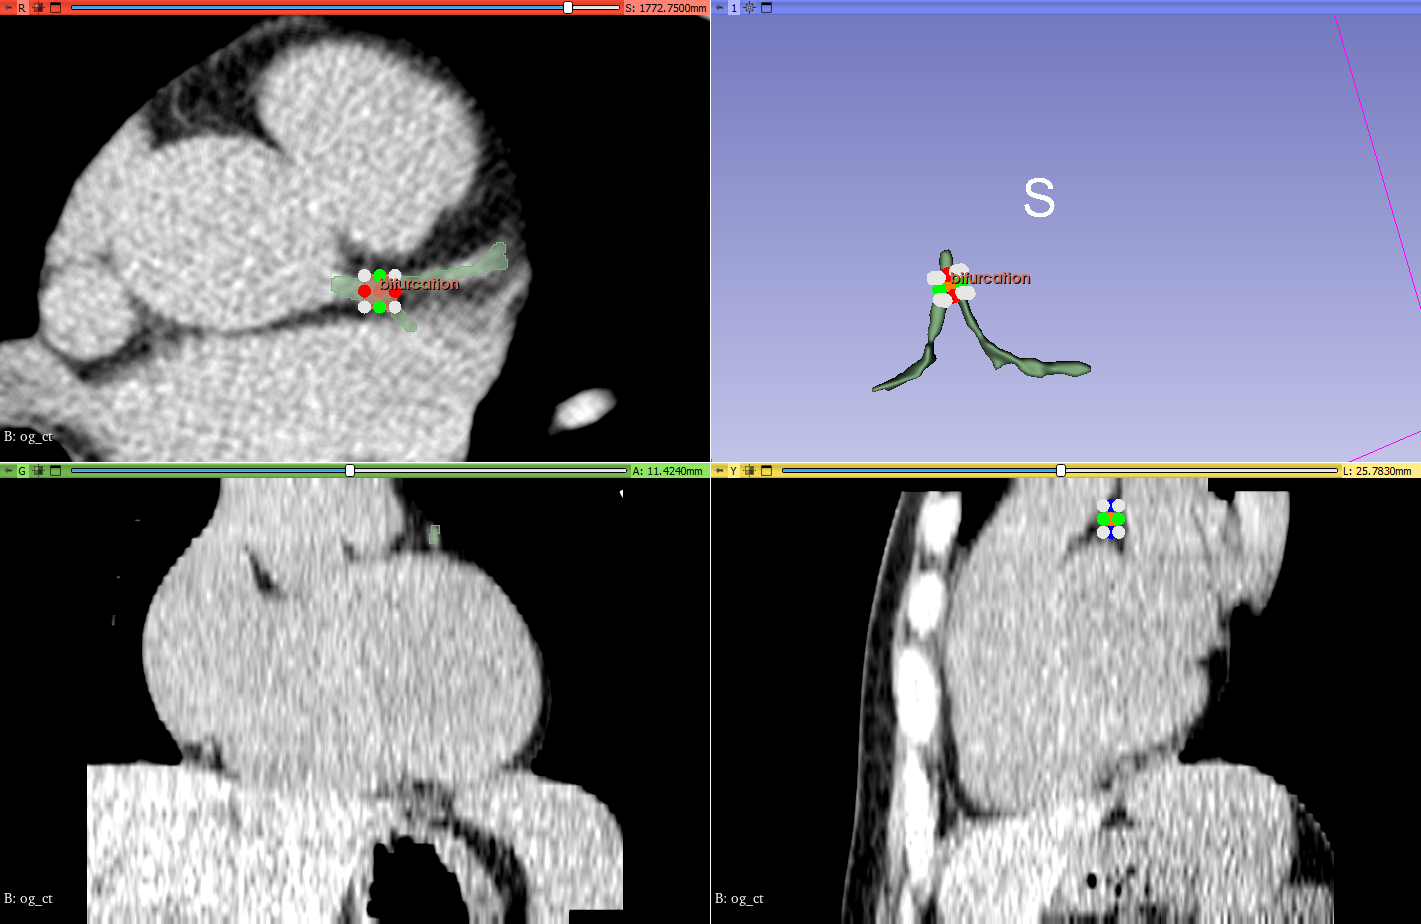 R
S: 1772.7500mm
bifurcation
B: og_ct
1
S
bifurcation
G
A: 11.4240mm
B: og_ct
Y
L: 25.7830mm
B: og_ct